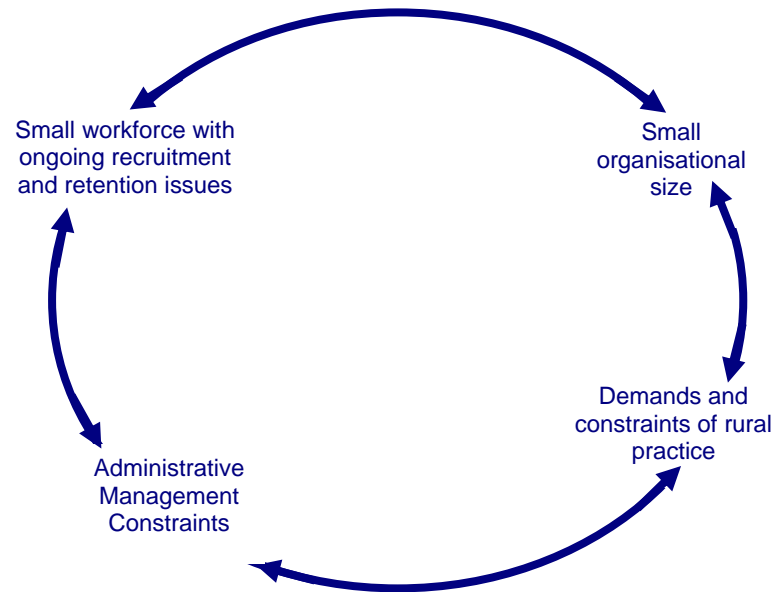 Small workforce with
ongoing recruitment
and retention issues
Small
organisational
size
Demands and
constraints of rural
practice
Administrative
Management
Constraints